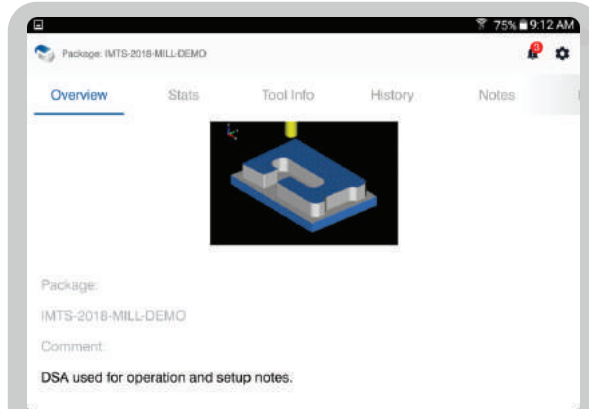 75% 9:12 AM
Package: IMTS-2018-MILL-DEMO
3
Overview Stats Tool Info History Notes
Package:
IMTS-2018-MILL-DEMO
Comment:
DSA used for operation and setup notes.